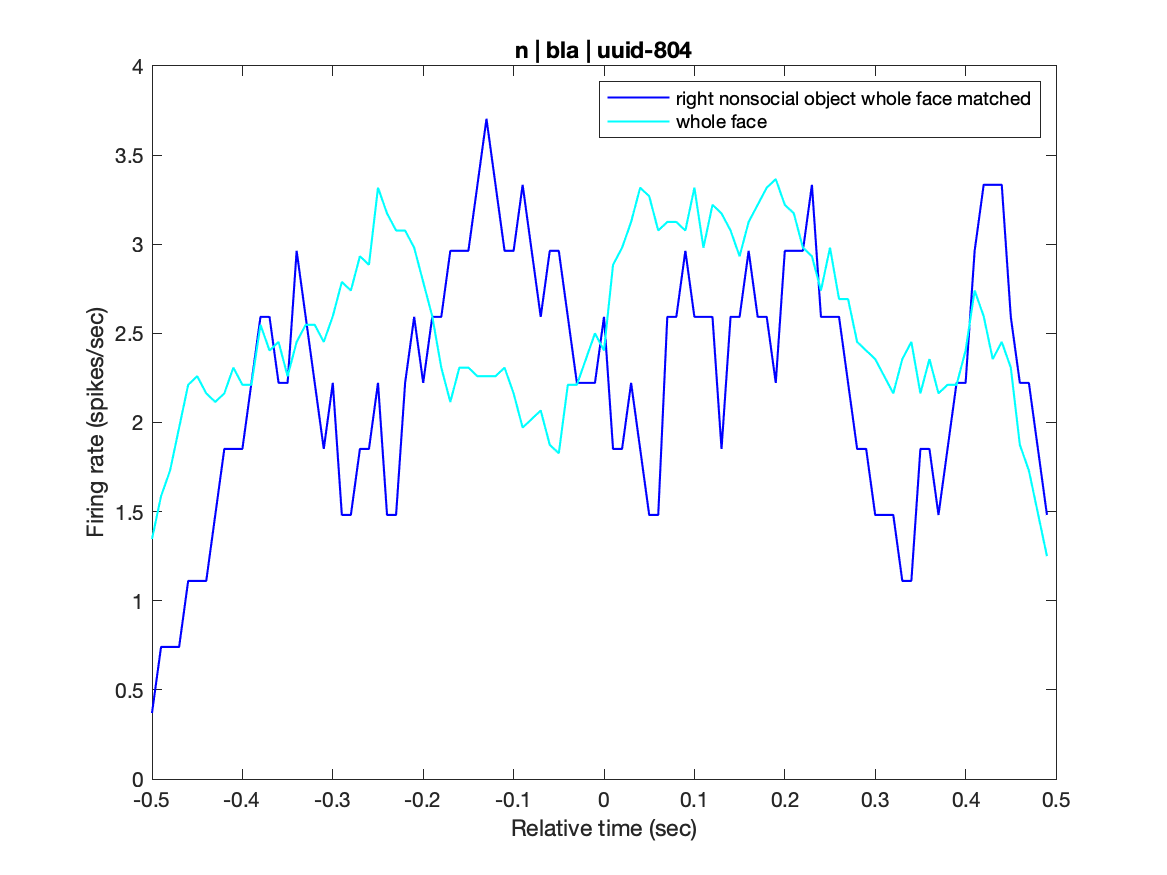 n | bla | uuid-804
right nonsocial object whole face matched
whole face
Firing rate (spikes/sec)
4
3.5
3
2.5
2
1.5
1
0.5
0
-0.5 -0.4 -0.3 -0.2 -0.1 0 0.1 0.2 0.3 0.4 0.5
Relative time (sec)